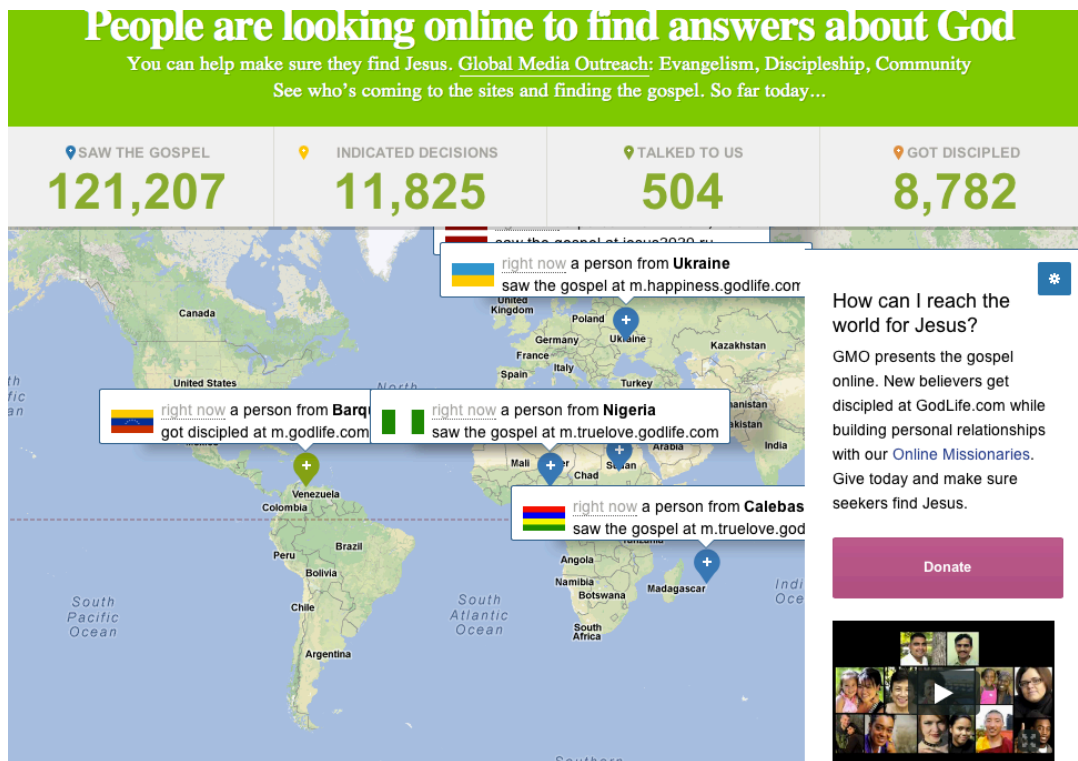 People are looking online to find answers about God
You can help make sure they find Jesus. Global Media Outreach: Evangelism, Discipleship, Community
See who's coming to the sites and finding the gospel. So far today...
SAW THE GOSPEL
121,207
INDICATED DECISIONS
11,825
TALKED TO US
504
GOT DISCIPLED
8,782
right now a person from Ukraine
saw the gospel at m.happiness.godlife.com
right now a person from Barqu
got discipled at m.godlife.com
right now a person from Nigeria
saw the gospel at m.truelove.godlife.com
right now a person from Calebas
saw the gospel at m.truelove.god
Canada
United States
North
United
Kingdom
Poland
Germany
Ukraine
France
Italy
Spain
Turkey
Kazakhstan
India
Mali
Chad
Sudan
Venezuela
Colombia
Peru
Brazil
Bolivia
Chile
Argentina
Angola
Namibia
Botswana
Madagascar
South
Africa
South
Pacific
Ocean
South
Atlantic
Ocean
How can I reach the
world for Jesus?
GMO presents the gospel
online. New believers get
discipled at GodLife.com while
building personal relationships
with our Online Missionaries.
Give today and make sure
seekers find Jesus.
Donate